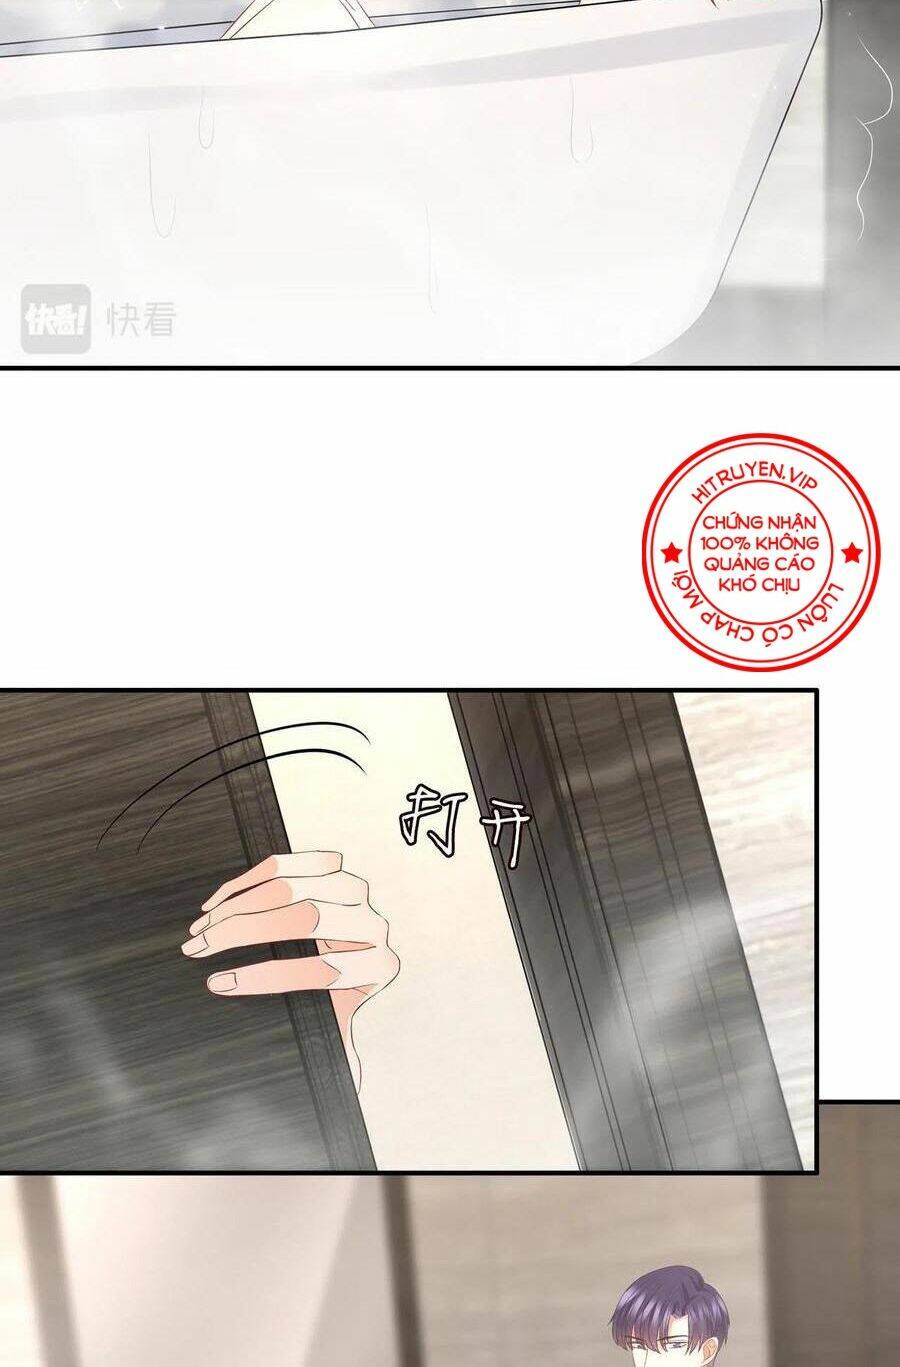 快看! 快看
HITRUYEN.VIP
CHỨNG NHẬN
100% KHÔNG
QUẢNG CÁO
KHÓ CHỊU
LUÔN CÓ CHAP MỚI
打开